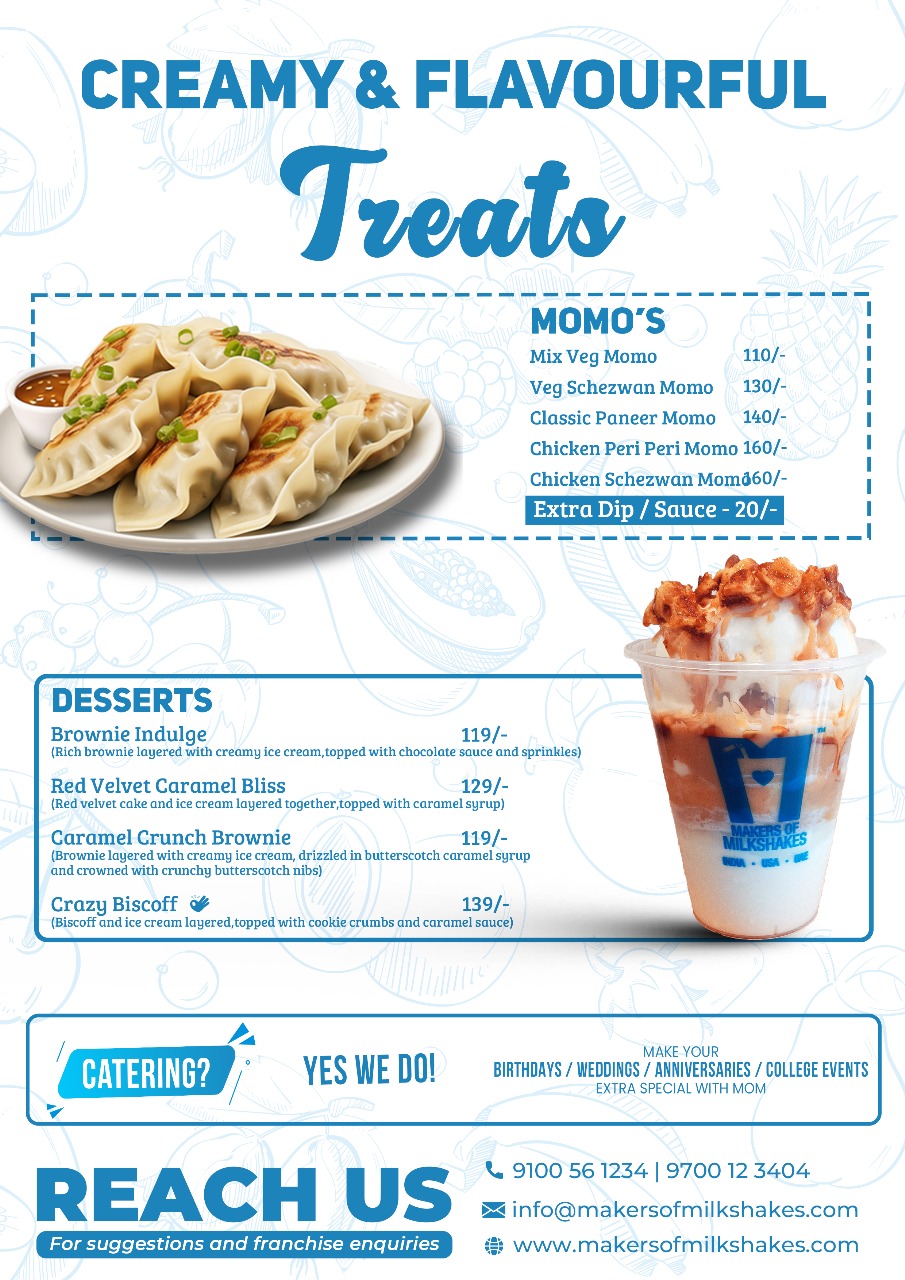 CREAMY & FLAVOURFUL
Treats
MOMO'S
Mix Veg Momo 110/-
Veg Schezwan Momo 130/-
Classic Paneer Momo 140/-
Chicken Peri Peri Momo 160/-
Chicken Schezwan Momo 160/-
Extra Dip / Sauce - 20/-
DESSERTS
Brownie Indulge 119/-
(Rich brownie layered with creamy ice cream,topped with chocolate sauce and sprinkles)
Red Velvet Caramel Bliss 129/-
(Red velvet cake and ice cream layered together,topped with caramel syrup)
Caramel Crunch Brownie 119/-
(Brownie layered with creamy ice cream, drizzled in butterscotch caramel syrup
and crowned with crunchy butterscotch nibs)
Crazy Biscoff 139/-
(Biscoff and ice cream layered,topped with cookie crumbs and caramel sauce)
TM
MAKERS OF
MILKSHAKES
INDIA · USA · UAE
CATERING?
YES WE DO!
MAKE YOUR
BIRTHDAYS / WEDDINGS / ANNIVERSARIES / COLLEGE EVENTS
EXTRA SPECIAL WITH MOM
REACH US
For suggestions and franchise enquiries
9100 56 1234 | 9700 12 3404
info@makersofmilkshakes.com
www.makersofmilkshakes.com